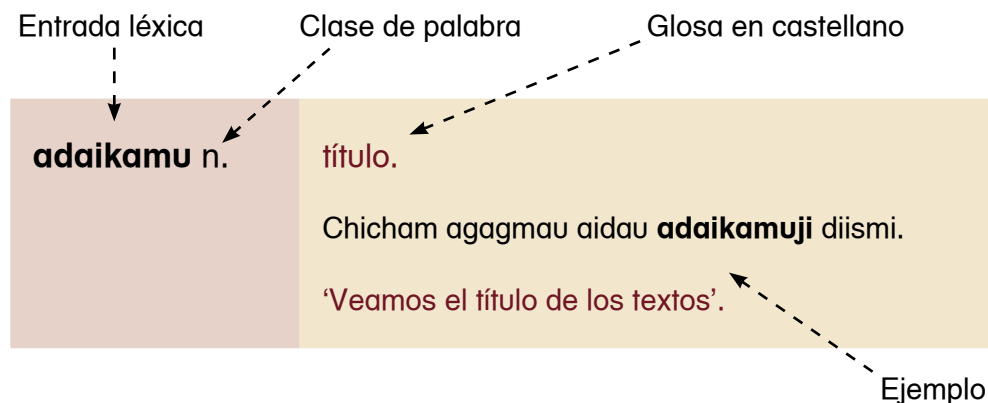 Entrada léxica Clase de palabra Glosa en castellano
adaikamu n. título.
Chicham agagmau aidau adaikamuji diismi.
‘Veamos el título de los textos’.
Ejemplo